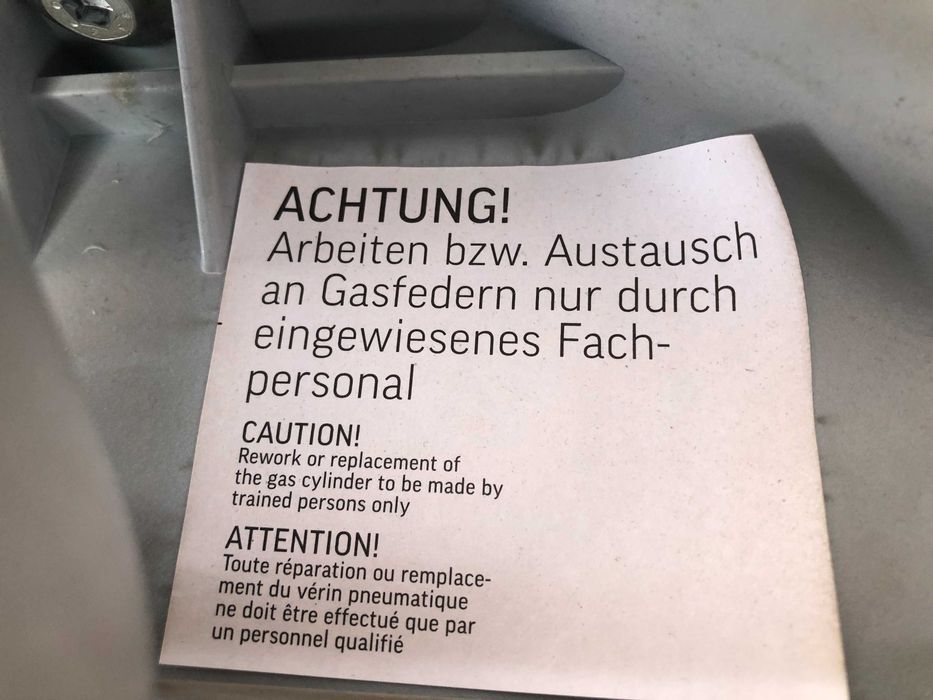 ACHTUNG!
Arbeiten bzw. Austausch
an Gasfedern nur durch
eingewiesenes Fach-
personal
CAUTION!
Rework or replacement of
the gas cylinder to be made by
trained persons only
ATTENTION!
Toute réparation ou remplace-
ment du vérin pneumatique
ne doit être effectué que par
un personnel qualifié